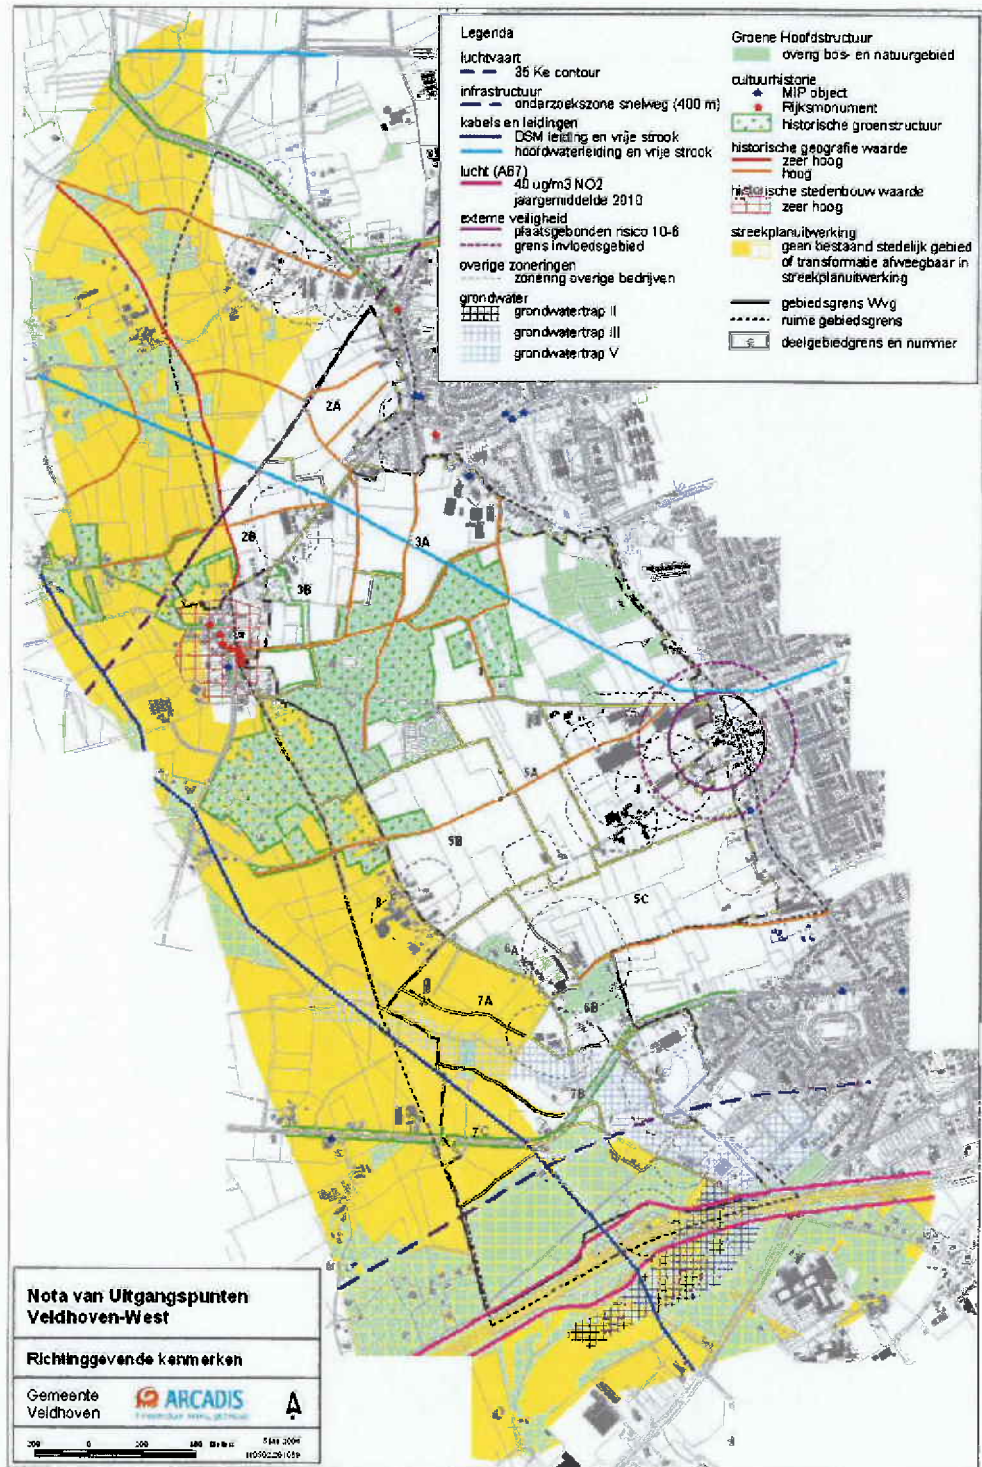 Legenda
luchtvaart
35 Ke contour
infrastructuur
onderzoekszone snelweg (400 m)
kabels en leidingen
DSM leiding en vrije strook
hoofdwaterleiding en vrije strook
lucht (A67)
40 ug/m3 NO2
jaargemiddelde 2010
externe veiligheid
plaatsgebonden risico 10-6
grens invloedsgebied
overige zoneringen
zonering overige bedrijven
grondwater
grondwatertrap II
grondwatertrap III
grondwatertrap V
Groene Hoofdstructuur
overig bos- en natuurgebied
cultuurhistorie
MIP object
Rijksmonument
historische groenstructuur
historische geografie waarde
zeer hoog
hoog
historische stedenbouw waarde
zeer hoog
streekplanuitwerking
geen bestaand stedelijk gebied
of transformatie afweegbaar in
streekplanuitwerking
gebiedsgrens Wvg
ruime gebiedsgrens
deelgebiedgrens en nummer
2A
2B
3A
3B
5A
4
5B
5C
8
6A
7A
6B
7B
7C
Nota van Uitgangspunten
Veldhoven-West
Richtinggevende kenmerken
Gemeente
Veldhoven
ARCADIS